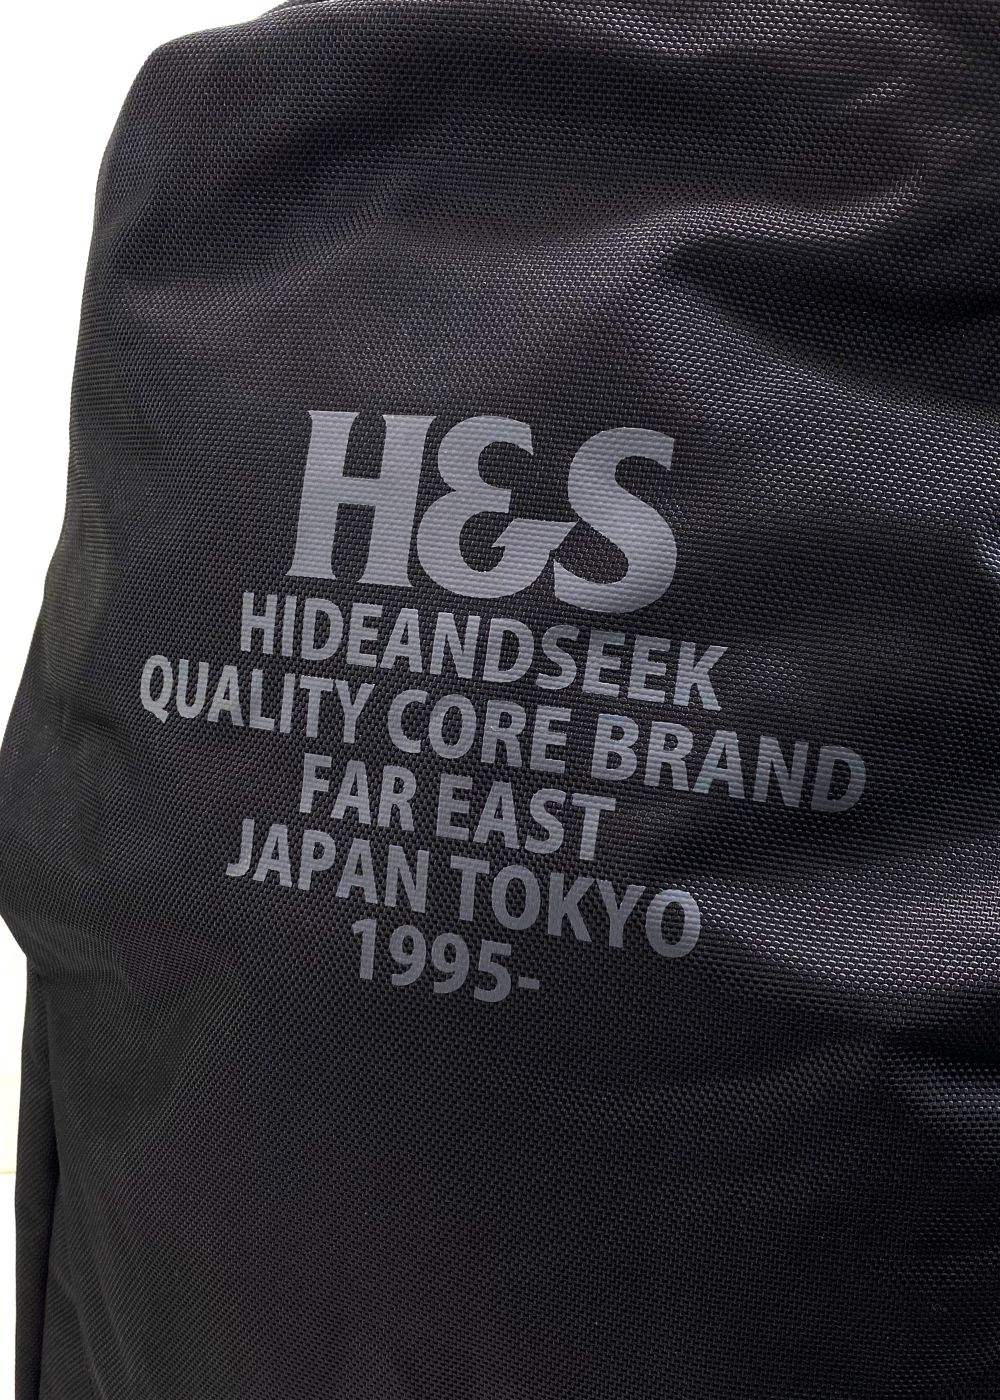 H&S
HIDEANDSEEK
QUALITY CORE BRAND
FAR EAST
JAPAN TOKYO
1995-